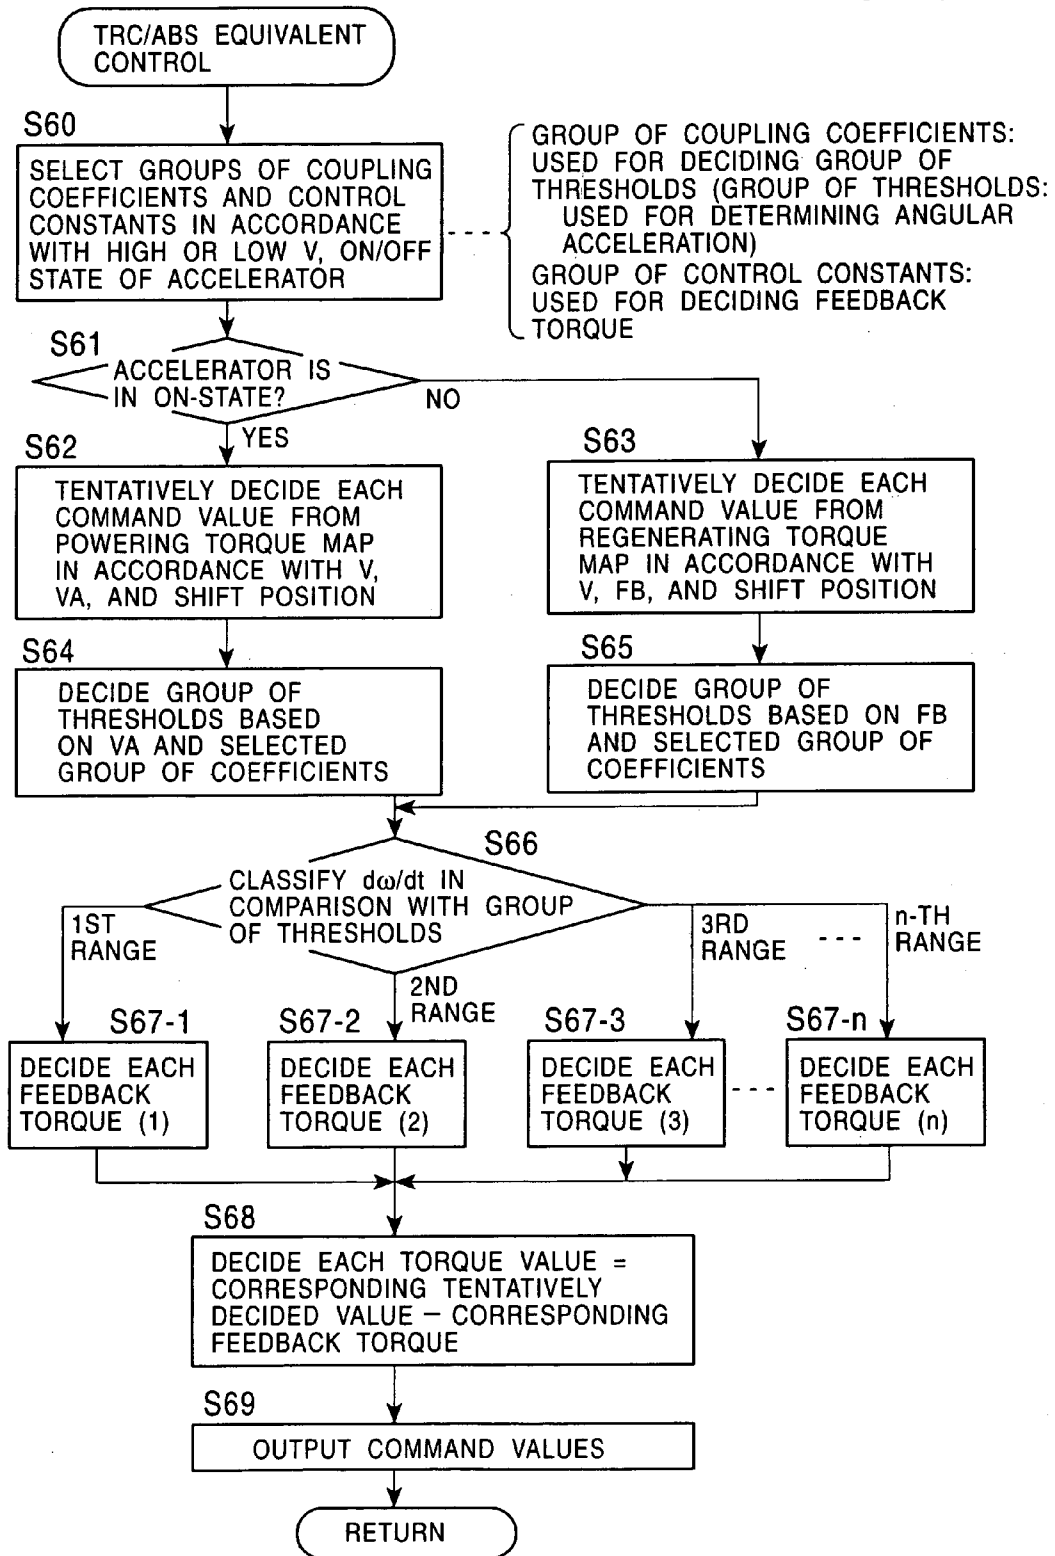 TRC/ABS EQUIVALENT
CONTROL
S60
SELECT GROUPS OF COUPLING
COEFFICIENTS AND CONTROL
CONSTANTS IN ACCORDANCE
WITH HIGH OR LOW V, ON/OFF
STATE OF ACCELERATOR
GROUP OF COUPLING COEFFICIENTS:
USED FOR DECIDING GROUP OF
THRESHOLDS (GROUP OF THRESHOLDS:
USED FOR DETERMINING ANGULAR
ACCELERATION)
GROUP OF CONTROL CONSTANTS:
USED FOR DECIDING FEEDBACK
TORQUE
S61
ACCELERATOR IS
IN ON-STATE?
NO
YES
S62
TENTATIVELY DECIDE EACH
COMMAND VALUE FROM
POWERING TORQUE MAP
IN ACCORDANCE WITH V,
VA, AND SHIFT POSITION
S63
TENTATIVELY DECIDE EACH
COMMAND VALUE FROM
REGENERATING TORQUE
MAP IN ACCORDANCE WITH
V, FB, AND SHIFT POSITION
S64
DECIDE GROUP OF
THRESHOLDS BASED
ON VA AND SELECTED
GROUP OF COEFFICIENTS
S65
DECIDE GROUP OF
THRESHOLDS BASED ON FB
AND SELECTED GROUP OF
COEFFICIENTS
S66
CLASSIFY dω/dt IN
COMPARISON WITH GROUP
OF THRESHOLDS
1ST
RANGE
2ND
RANGE
3RD
RANGE
---
n-TH
RANGE
S67-1
DECIDE EACH
FEEDBACK
TORQUE (1)
S67-2
DECIDE EACH
FEEDBACK
TORQUE (2)
S67-3
DECIDE EACH
FEEDBACK
TORQUE (3)
S67-n
DECIDE EACH
FEEDBACK
TORQUE (n)
S68
DECIDE EACH TORQUE VALUE =
CORRESPONDING TENTATIVELY
DECIDED VALUE – CORRESPONDING
FEEDBACK TORQUE
S69
OUTPUT COMMAND VALUES
RETURN